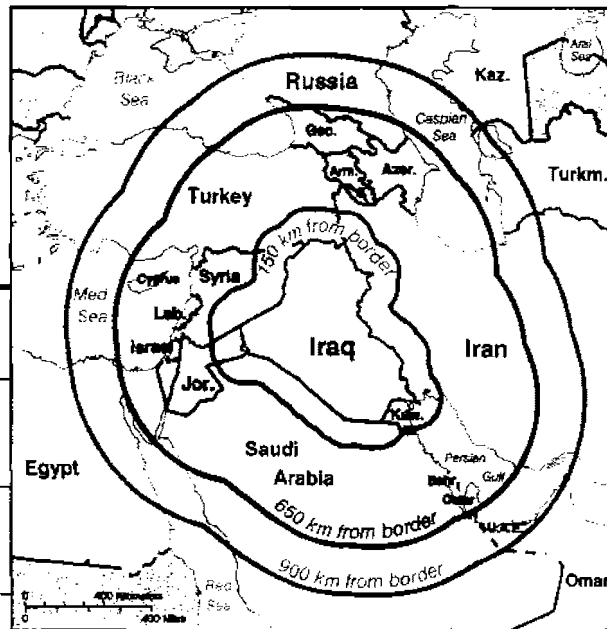 Aral
Sea
Black
Sea
Russia
Kaz.
Caspian
Sea
Geo.
Arm.
Azer.
Turkm.
Turkey
150 km from border
Cyprus
Syria
Med
Sea
Leb.
Israel
Iraq
Iran
Jor.
Kuw.
Saudi
Arabia
Persian
Gulf
Egypt
Bahr.
Qatar
U.A.E.
650 km from border
900 km from border
Oman
Red
Sea
0 400 Kilometers
0 400 Miles